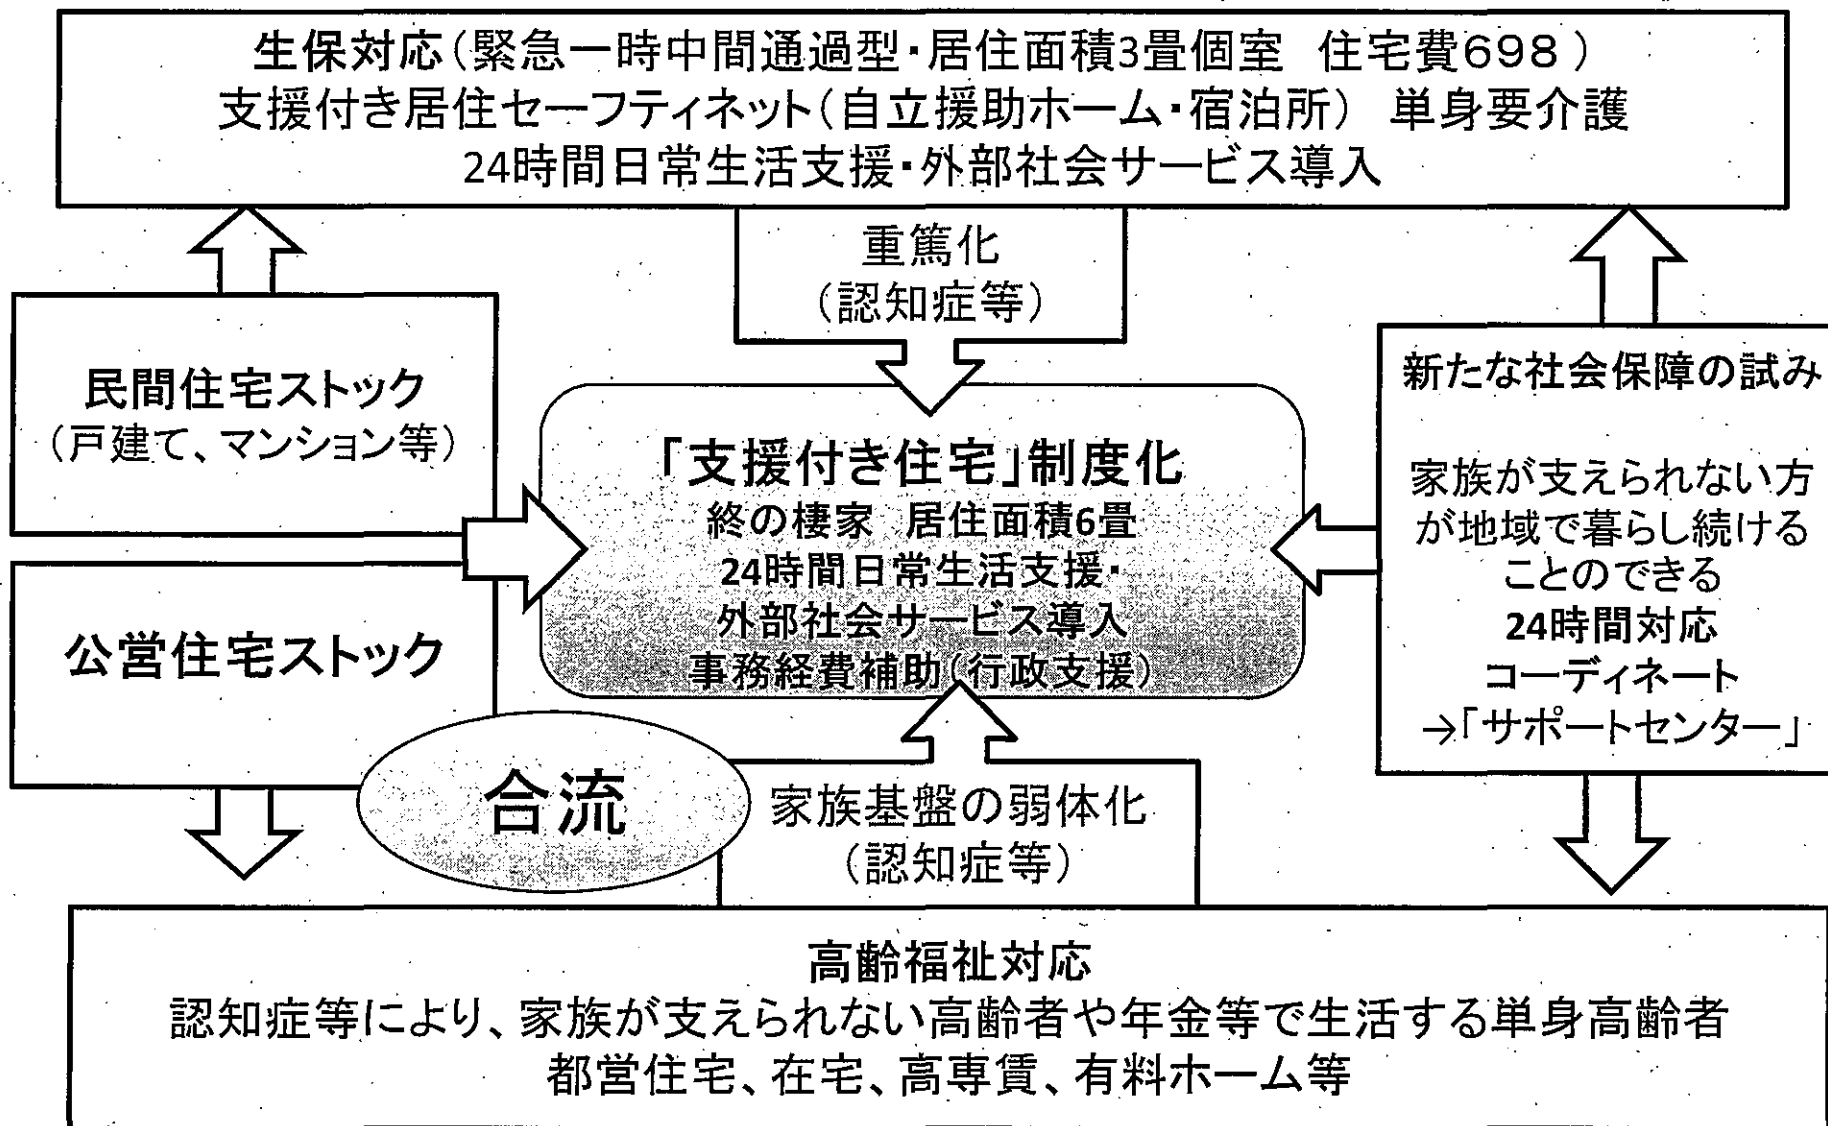 生保対応(緊急一時中間通過型・居住面積3畳個室 住宅費698)
支援付き居住セーフティネット(自立援助ホーム・宿泊所) 単身要介護
24時間日常生活支援・外部社会サービス導入
重篤化
(認知症等)
民間住宅ストック
(戸建て、マンション等)
公営住宅ストック
「支援付き住宅」制度化
終の棲家 居住面積6畳
24時間日常生活支援・
外部社会サービス導入
事務経費補助(行政支援)
新たな社会保障の試み
家族が支えられない方
が地域で暮らし続ける
ことのできる
24時間対応
コーディネート
→「サポートセンター」
合流
家族基盤の弱体化
(認知症等)
高齢福祉対応
認知症等により、家族が支えられない高齢者や年金等で生活する単身高齢者
都営住宅、在宅、高専賃、有料ホーム等